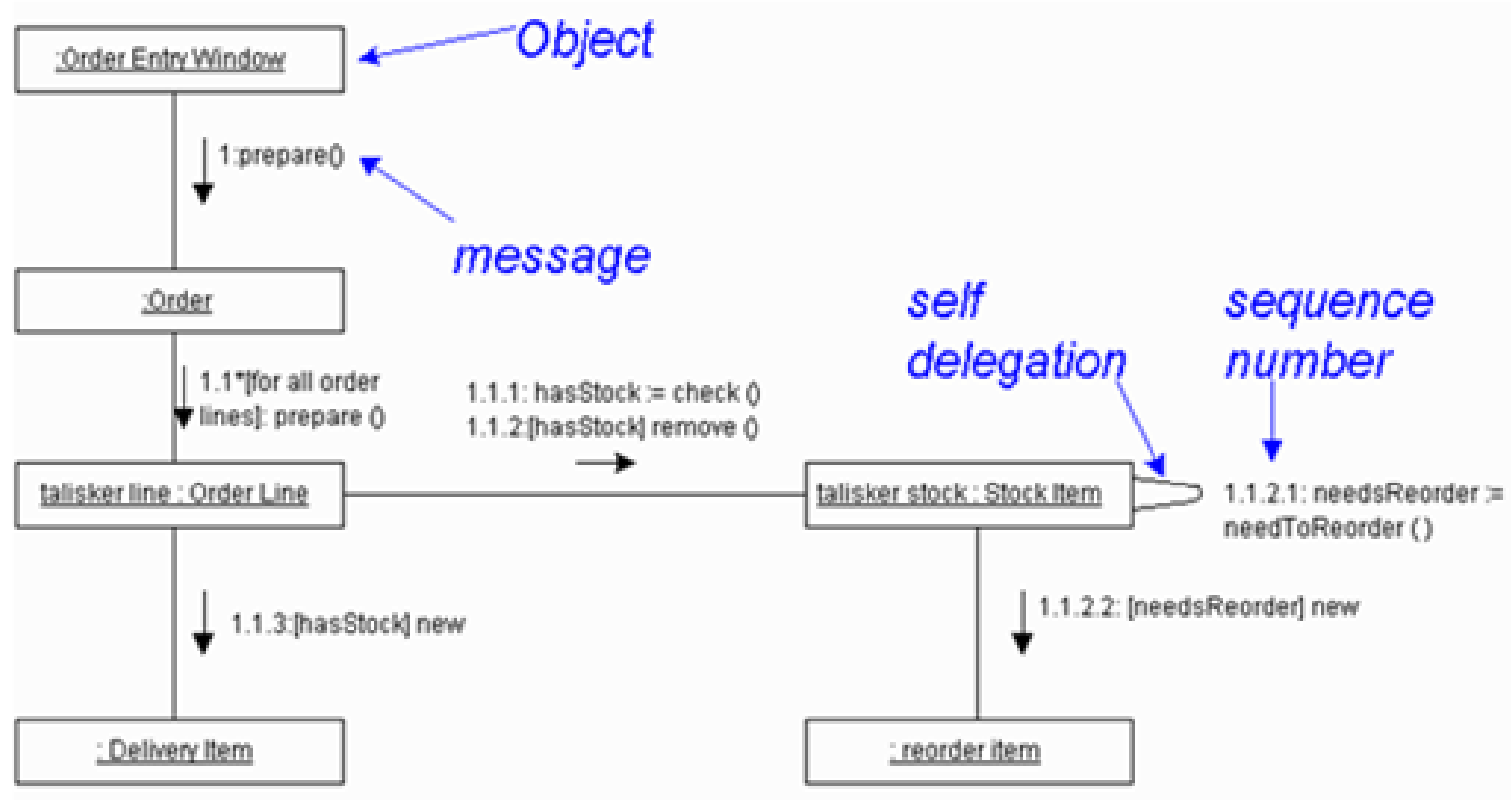 :Order Entry Window
Object
1:prepare()
message
:Order
self
delegation
sequence
number
1.1*[for all order
lines]: prepare ()
1.1.1: hasStock := check ()
1.1.2:[hasStock] remove ()
talisker line : Order Line
talisker stock : Stock Item
1.1.2.1: needsReorder :=
needToReorder ( )
1.1.3:[hasStock] new
1.1.2.2: [needsReorder] new
: Delivery Item
: reorder item